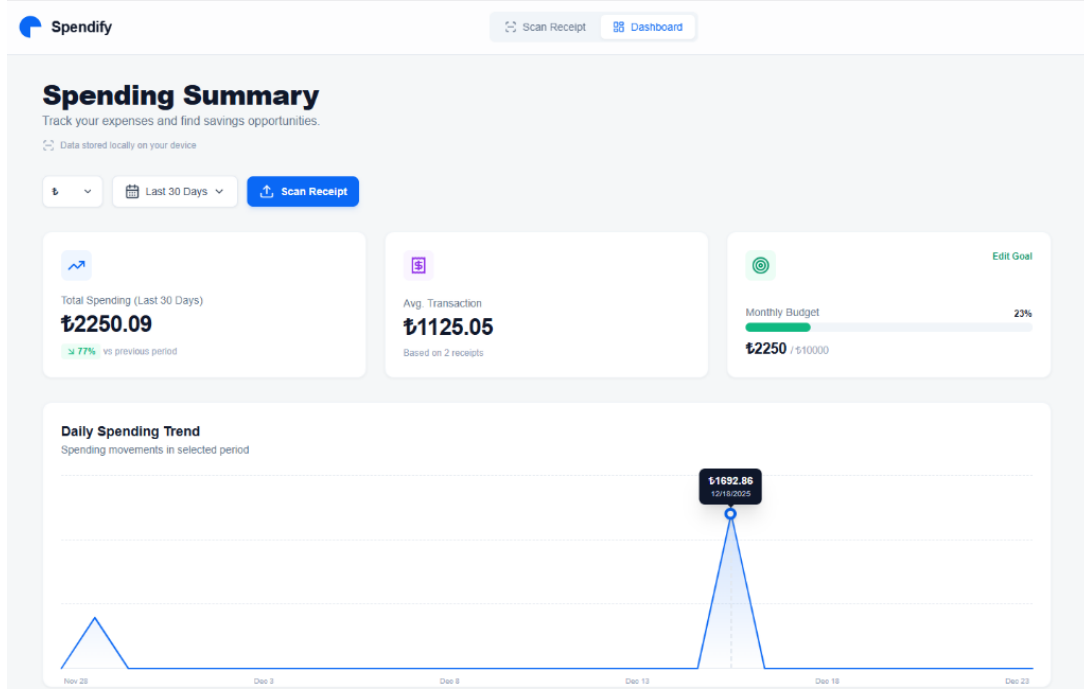 Spendify
Scan Receipt
Dashboard
Spending Summary
Track your expenses and find savings opportunities.
Data stored locally on your device
₺
Last 30 Days
Scan Receipt
Total Spending (Last 30 Days)
₺2250.09
77% vs previous period
Avg. Transaction
₺1125.05
Based on 2 receipts
Edit Goal
Monthly Budget 23%
₺2250 / ₺10000
Daily Spending Trend
Spending movements in selected period
₺1692.86
12/16/2025
Nov 28 Dec 3 Dec 8 Dec 13 Dec 18 Dec 23